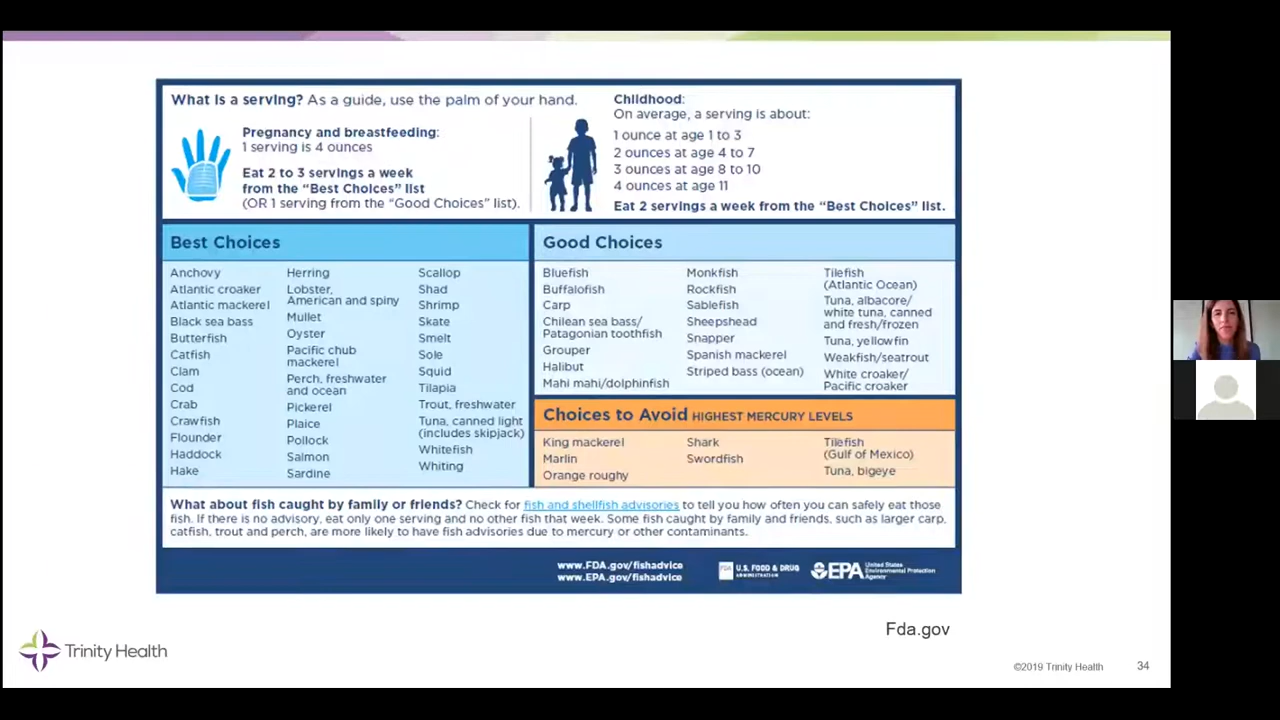 What is a serving? As a guide, use the palm of your hand.
Pregnancy and breastfeeding:
1 serving is 4 ounces
Eat 2 to 3 servings a week
from the “Best Choices” list
(OR 1 serving from the “Good Choices” list).
Childhood:
On average, a serving is about:
1 ounce at age 1 to 3
2 ounces at age 4 to 7
3 ounces at age 8 to 10
4 ounces at age 11
Eat 2 servings a week from the “Best Choices” list.
Best Choices
Anchovy
Atlantic croaker
Atlantic mackerel
Black sea bass
Butterfish
Catfish
Clam
Cod
Crab
Crawfish
Flounder
Haddock
Hake
Herring
Lobster,
American and spiny
Mullet
Oyster
Pacific chub
mackerel
Perch, freshwater
and ocean
Pickerel
Plaice
Pollock
Salmon
Sardine
Scallop
Shad
Shrimp
Skate
Smelt
Sole
Squid
Tilapia
Trout, freshwater
Tuna, canned light
(includes skipjack)
Whitefish
Whiting
Good Choices
Bluefish
Buffalofish
Carp
Chilean sea bass/
Patagonian toothfish
Grouper
Halibut
Mahi mahi/dolphinfish
Monkfish
Rockfish
Sablefish
Sheepshead
Snapper
Spanish mackerel
Striped bass (ocean)
Tilefish
(Atlantic Ocean)
Tuna, albacore/
white tuna, canned
and fresh/frozen
Tuna, yellowfin
Weakfish/seatrout
White croaker/
Pacific croaker
Choices to Avoid HIGHEST MERCURY LEVELS
King mackerel
Marlin
Orange roughy
Shark
Swordfish
Tilefish
(Gulf of Mexico)
Tuna, bigeye
What about fish caught by family or friends? Check for fish and shellfish advisories to tell you how often you can safely eat those
fish. If there is no advisory, eat only one serving and no other fish that week. Some fish caught by family and friends, such as larger carp,
catfish, trout and perch, are more likely to have fish advisories due to mercury or other contaminants.
www.FDA.gov/fishadvice
www.EPA.gov/fishadvice
FDA
U.S. FOOD & DRUG
ADMINISTRATION
EPA
United States
Environmental Protection
Agency
Fda.gov
Trinity Health
©2019 Trinity Health
34